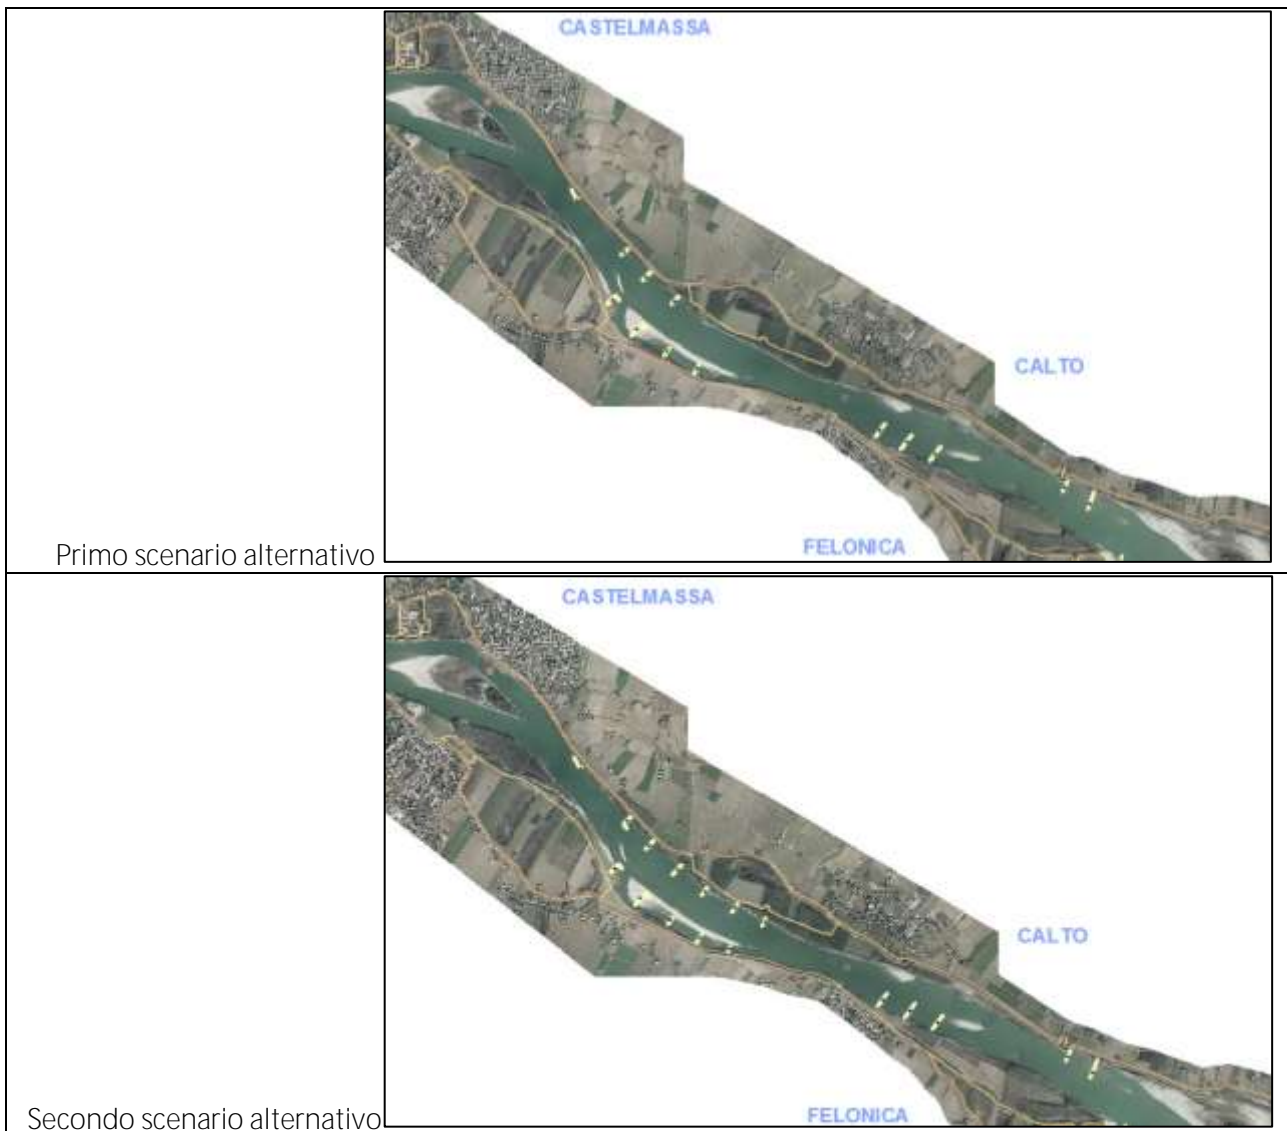 CASTELMASSA
CALTO
FELONICA
Primo scenario alternativo
CASTELMASSA
CALTO
FELONICA
Secondo scenario alternativo